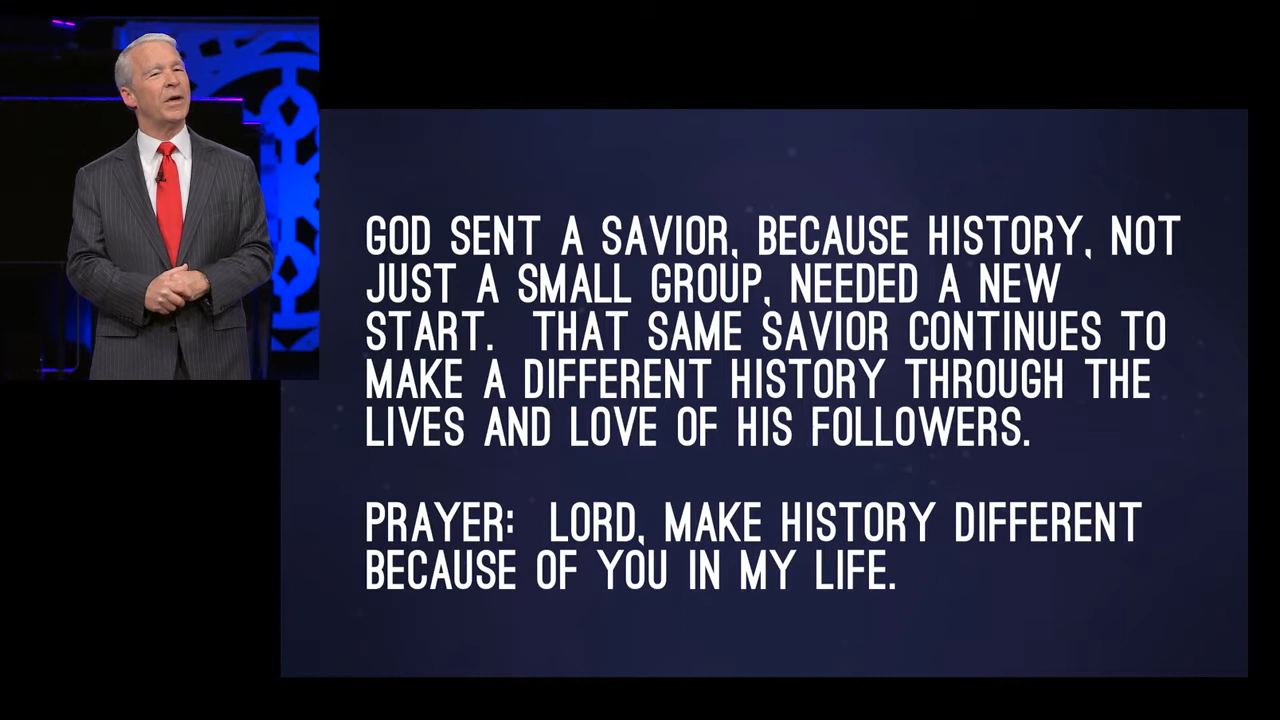 GOD SENT A SAVIOR, BECAUSE HISTORY, NOT
JUST A SMALL GROUP, NEEDED A NEW
START.  THAT SAME SAVIOR CONTINUES TO
MAKE A DIFFERENT HISTORY THROUGH THE
LIVES AND LOVE OF HIS FOLLOWERS.
PRAYER:  LORD, MAKE HISTORY DIFFERENT
BECAUSE OF YOU IN MY LIFE.